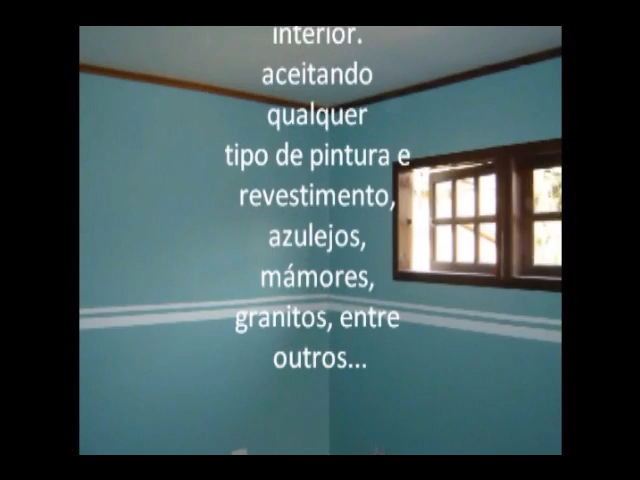 interior.
aceitando
qualquer
tipo de pintura e
revestimento,
azulejos,
mámores,
granitos, entre
outros...